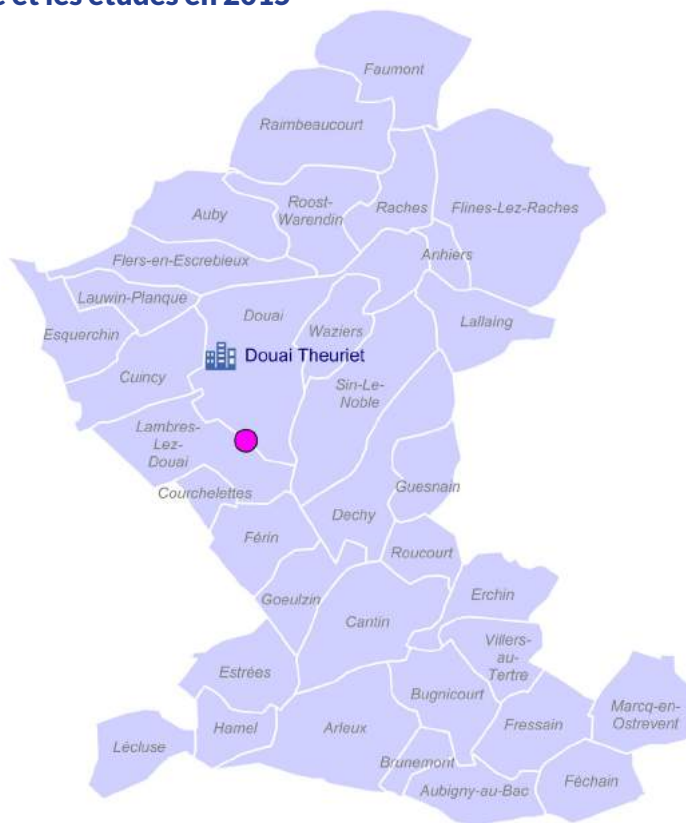 et les études en 2015
Faumont
Raimbeaucourt
Roost-
Warendin
Raches
Flines-Lez-Raches
Auby
Anhiers
Flers-en-Escrebieux
Lauwin-Planque
Douai
Waziers
Lallaing
Esquerchin
Douai Theuriet
Cuincy
Sin-Le-
Noble
Lambres-
Lez-
Douai
Courchelettes
Guesnain
Dechy
Férin
Roucourt
Goeulzin
Erchin
Cantin
Villers-
au-
Tertre
Estrées
Bugnicourt
Marcq-en-
Ostrevent
Hamel
Arleux
Fressain
Lécluse
Brunemont
Féchain
Aubigny-au-Bac